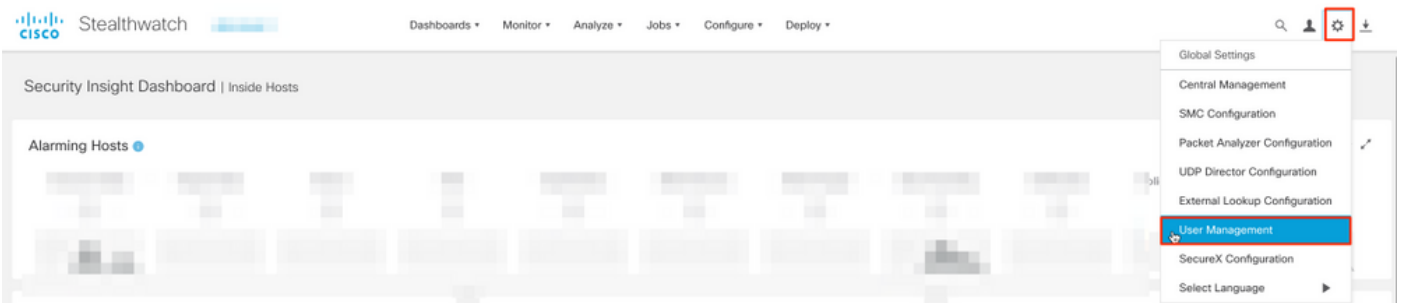 Stealthwatch
Dashboards Monitor Analyze Jobs Configure Deploy
CISCO
Global Settings
Security Insight Dashboard | Inside Hosts
Central Management
SMC Configuration
Alarming Hosts
Packet Analyzer Configuration
UDP Director Configuration
External Lookup Configuration
User Management
SecureX Configuration
Select Language